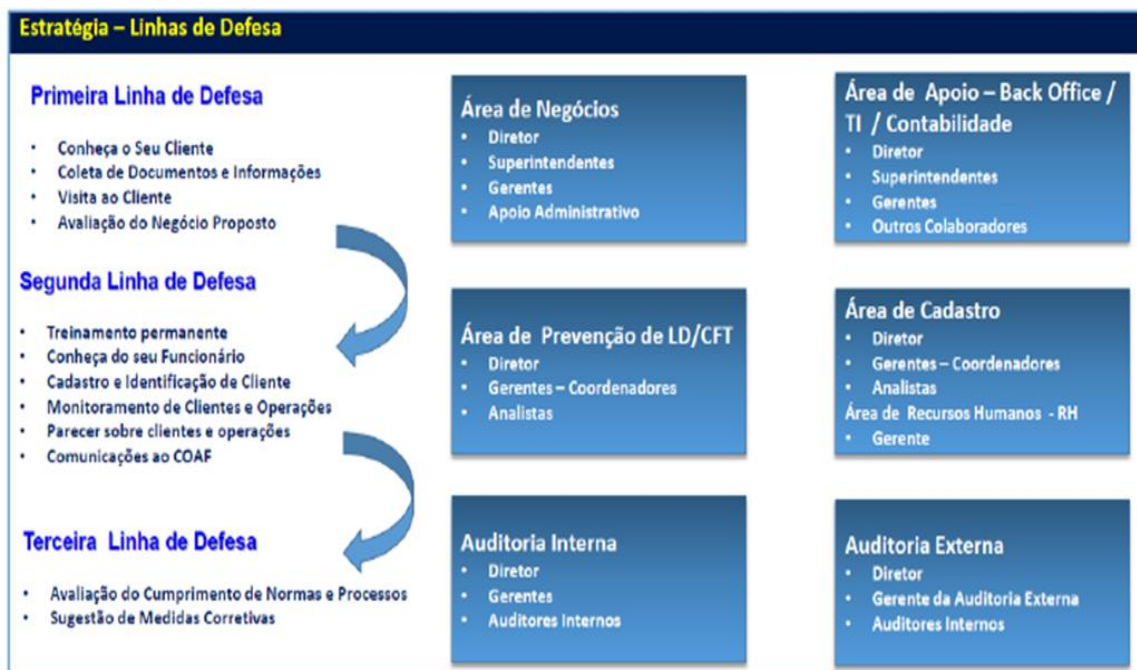 Estratégia – Linhas de Defesa
Primeira Linha de Defesa
• Conheça o Seu Cliente
• Coleta de Documentos e Informações
• Visita ao Cliente
• Avaliação do Negócio Proposto
Área de Negócios
• Diretor
• Superintendentes
• Gerentes
• Apoio Administrativo
Área de Apoio – Back Office /
TI / Contabilidade
• Diretor
• Superintendentes
• Gerentes
• Outros Colaboradores
Segunda Linha de Defesa
• Treinamento permanente
• Conheça do seu Funcionário
• Cadastro e Identificação de Cliente
• Monitoramento de Clientes e Operações
• Parecer sobre clientes e operações
• Comunicações ao COAF
Área de Prevenção de LD/CFT
• Diretor
• Gerentes – Coordenadores
• Analistas
Área de Cadastro
• Diretor
• Gerentes – Coordenadores
• Analistas
Área de Recursos Humanos - RH
• Gerente
Terceira Linha de Defesa
• Avaliação do Cumprimento de Normas e Processos
• Sugestão de Medidas Corretivas
Auditoria Interna
• Diretor
• Gerentes
• Auditores Internos
Auditoria Externa
• Diretor
• Gerente da Auditoria Externa
• Auditores Internos